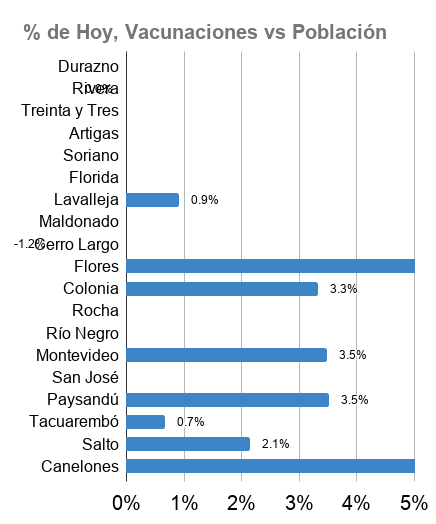 % de Hoy, Vacunaciones vs Población
Durazno
Rivera
Treinta y Tres
Artigas
Soriano
Florida
Lavalleja 0.9%
Maldonado
-1.2% Cerro Largo
Flores
Colonia 3.3%
Rocha
Río Negro
Montevideo 3.5%
San José
Paysandú 3.5%
Tacuarembó 0.7%
Salto 2.1%
Canelones
0% 1% 2% 3% 4% 5%